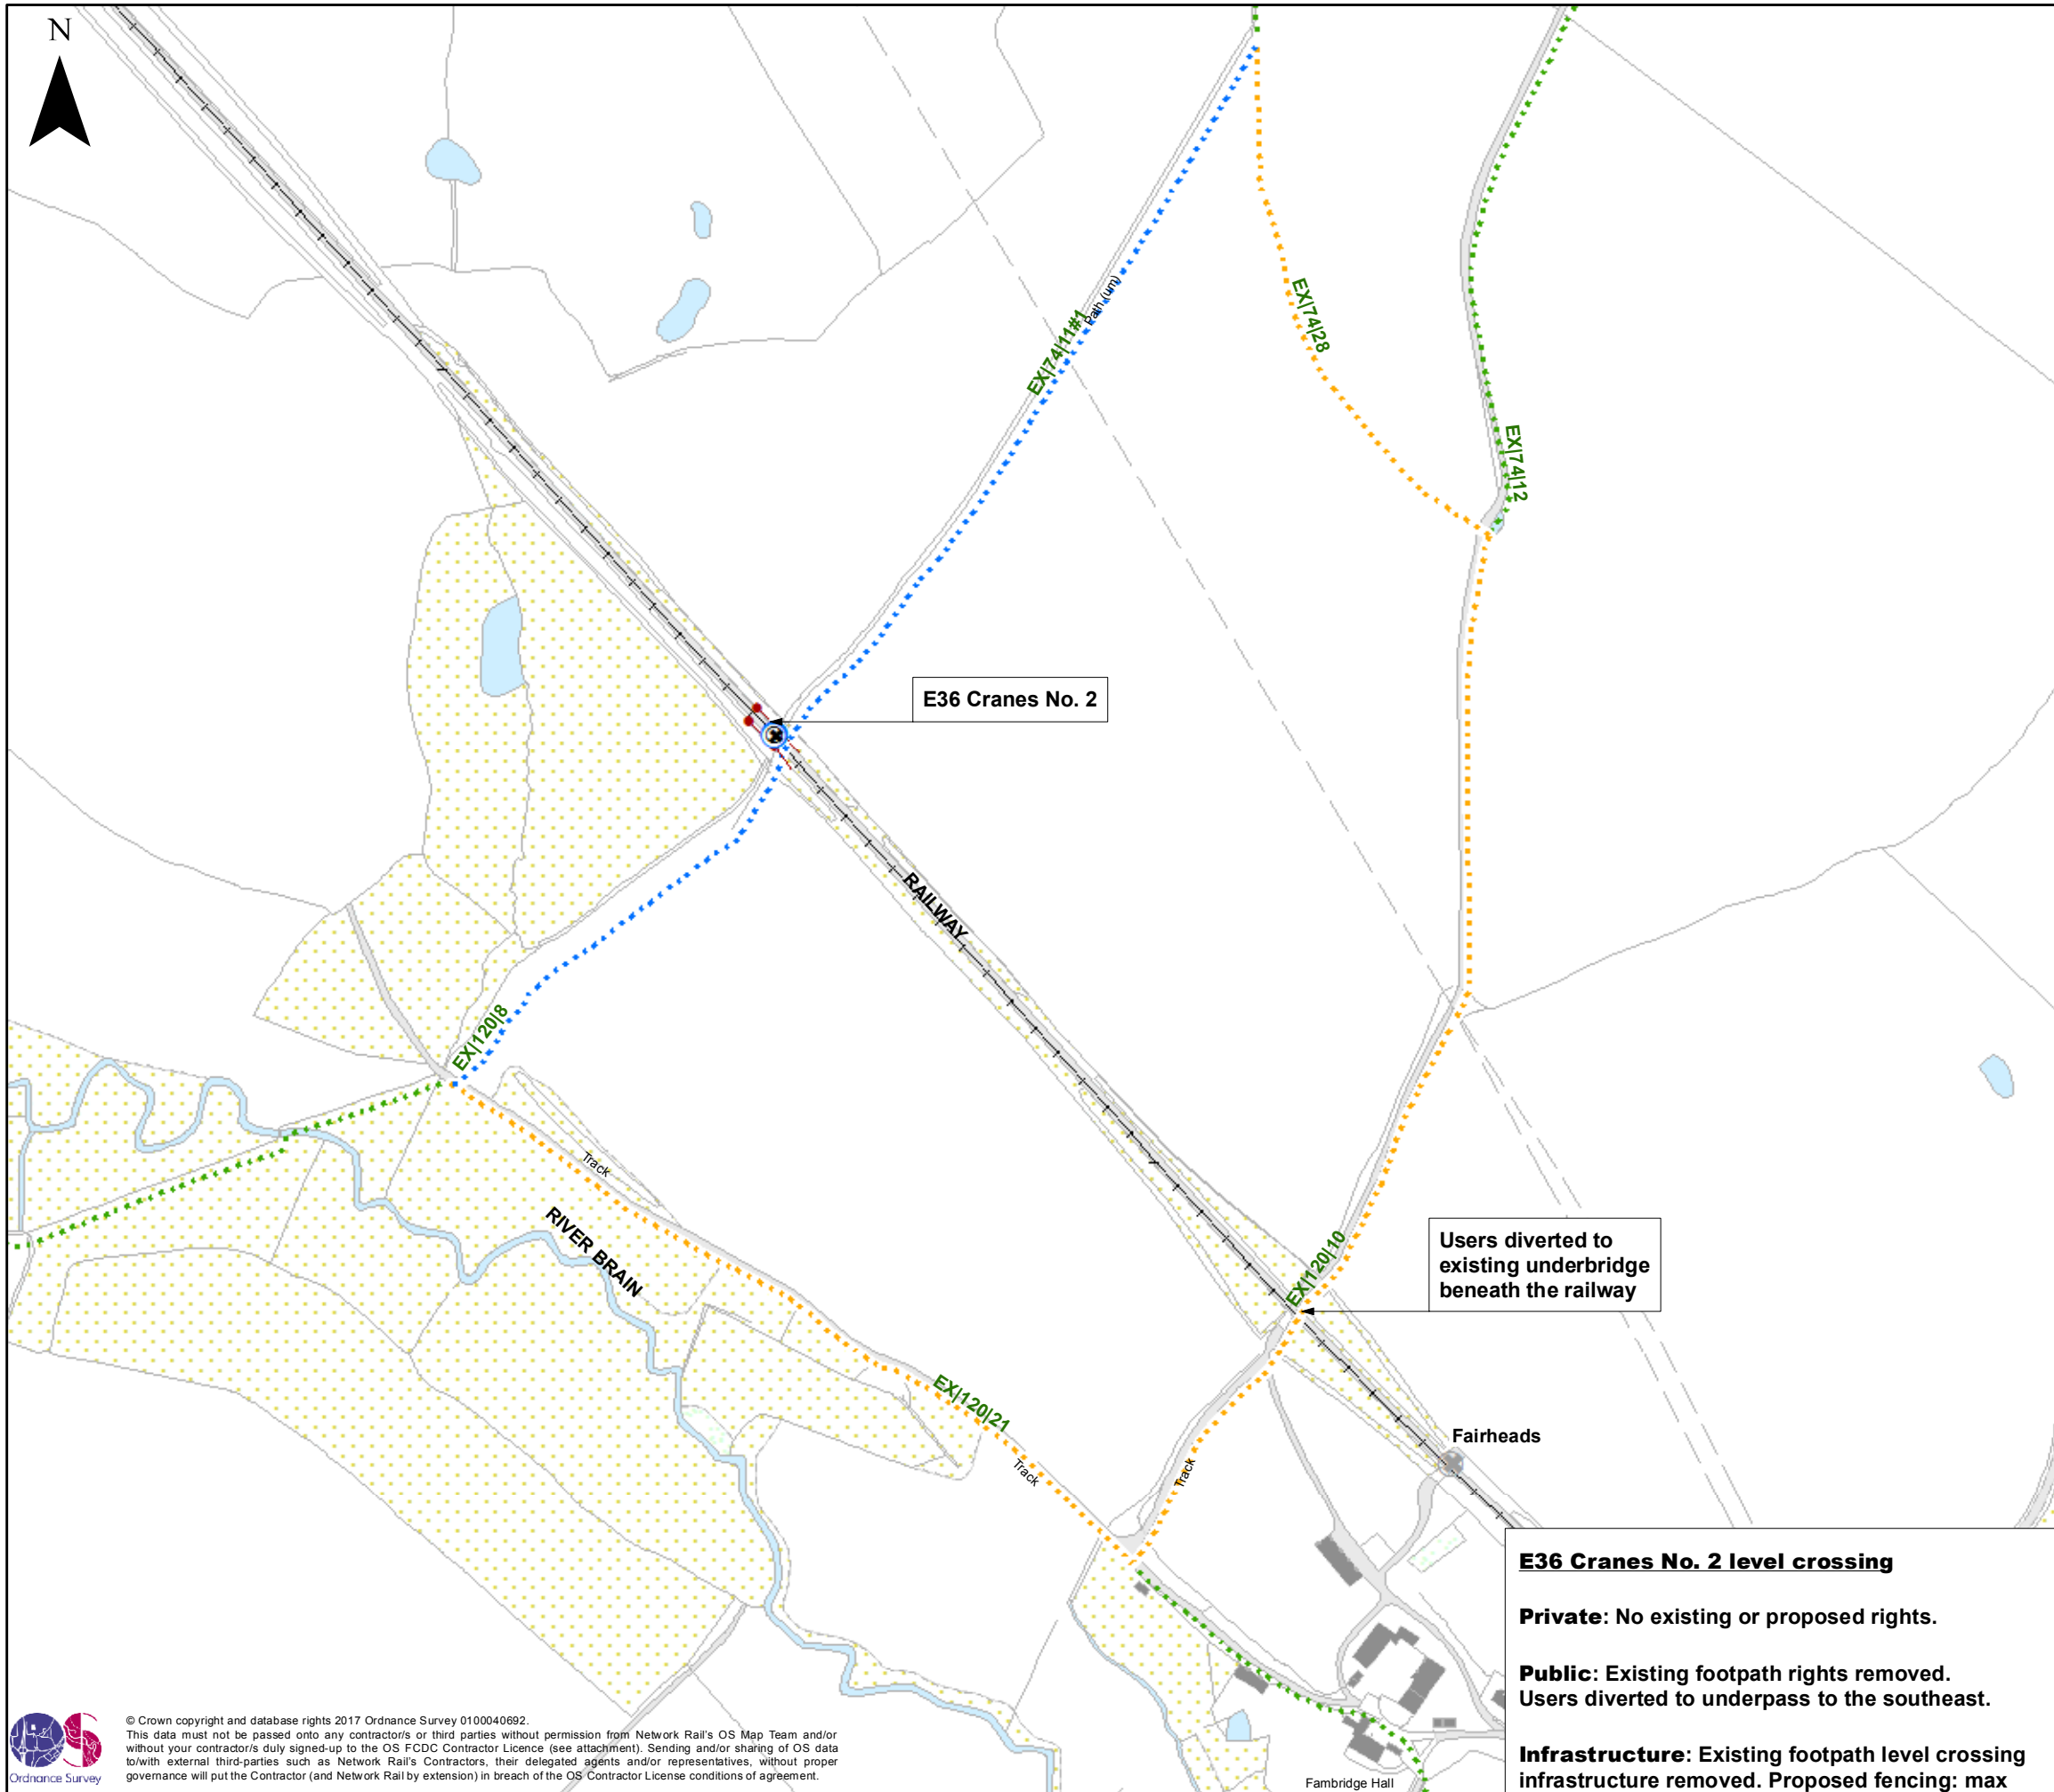 N
Path (um)
EX|74|11#1
EX|74|28
EX|74|12
E36 Cranes No. 2
RAILWAY
EX|120|8
Track
RIVER BRAIN
EX|120|10
Users diverted to
existing underbridge
beneath the railway
EX|120|21
Track
Track
Fairheads
E36 Cranes No. 2 level crossing
Private: No existing or proposed rights.
Public: Existing footpath rights removed.
Users diverted to underpass to the southeast.
Infrastructure: Existing footpath level crossing
infrastructure removed. Proposed fencing: max
Fambridge Hall
Ordnance Survey
© Crown copyright and database rights 2017 Ordnance Survey 0100040692.
This data must not be passed onto any contractor/s or third parties without permission from Network Rail's OS Map Team and/or
without your contractor/s duly signed-up to the OS FCDC Contractor Licence (see attachment). Sending and/or sharing of OS data
to/with external third-parties such as Network Rail's Contractors, their delegated agents and/or representatives, without proper
governance will put the Contractor (and Network Rail by extension) in breach of the OS Contractor License conditions of agreement.